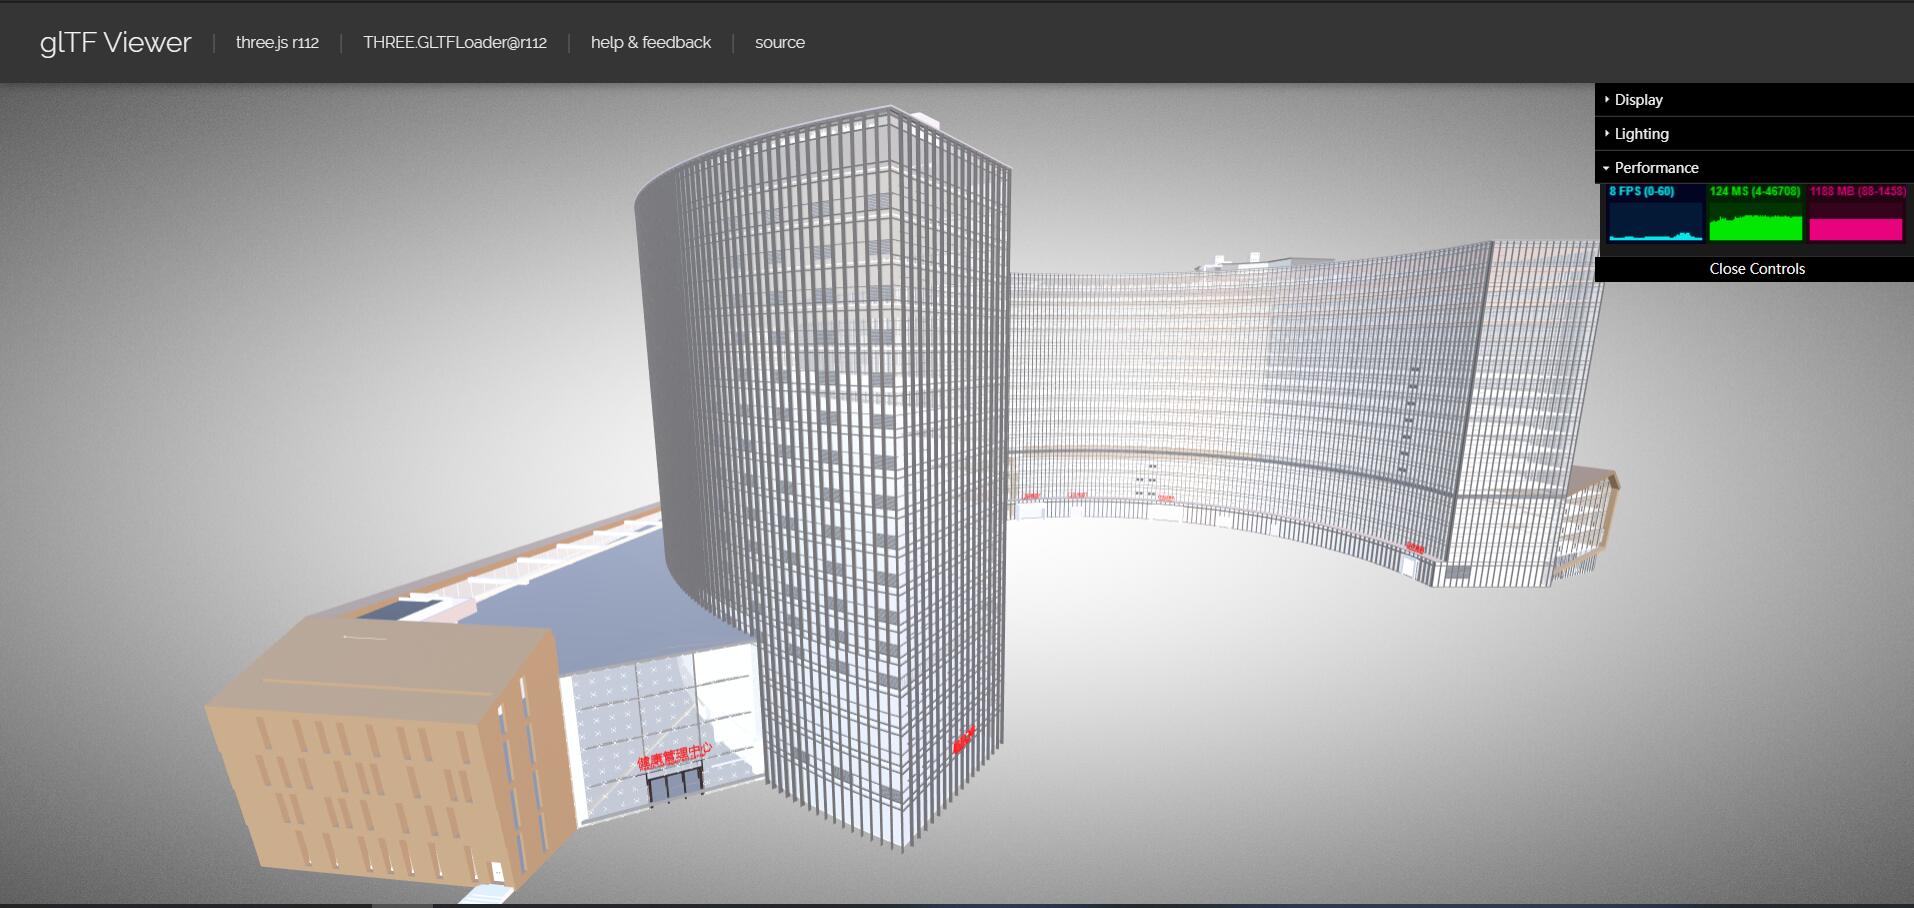 glTF Viewer
three.js r112
THREE.GLTFLoader@r112
help & feedback
source
Display
Lighting
Performance
8 FPS (0-60)
124 MS (4-46708)
1188 MB (88-1458)
Close Controls
健康管理中心